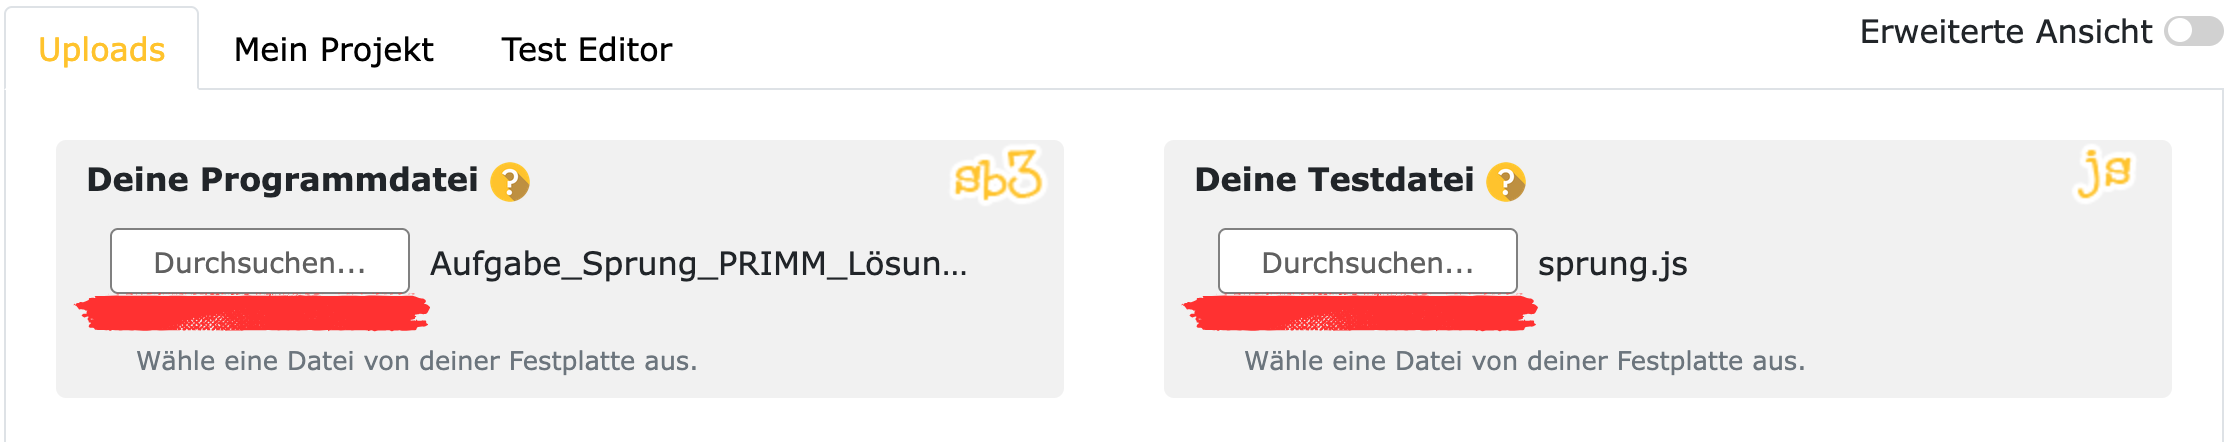 Uploads Mein Projekt Test Editor Erweiterte Ansicht
Deine Programmdatei ? sb3
Durchsuchen... Aufgabe_Sprung_PRIMM_Lösun...
Wähle eine Datei von deiner Festplatte aus.
Deine Testdatei ? js
Durchsuchen... sprung.js
Wähle eine Datei von deiner Festplatte aus.